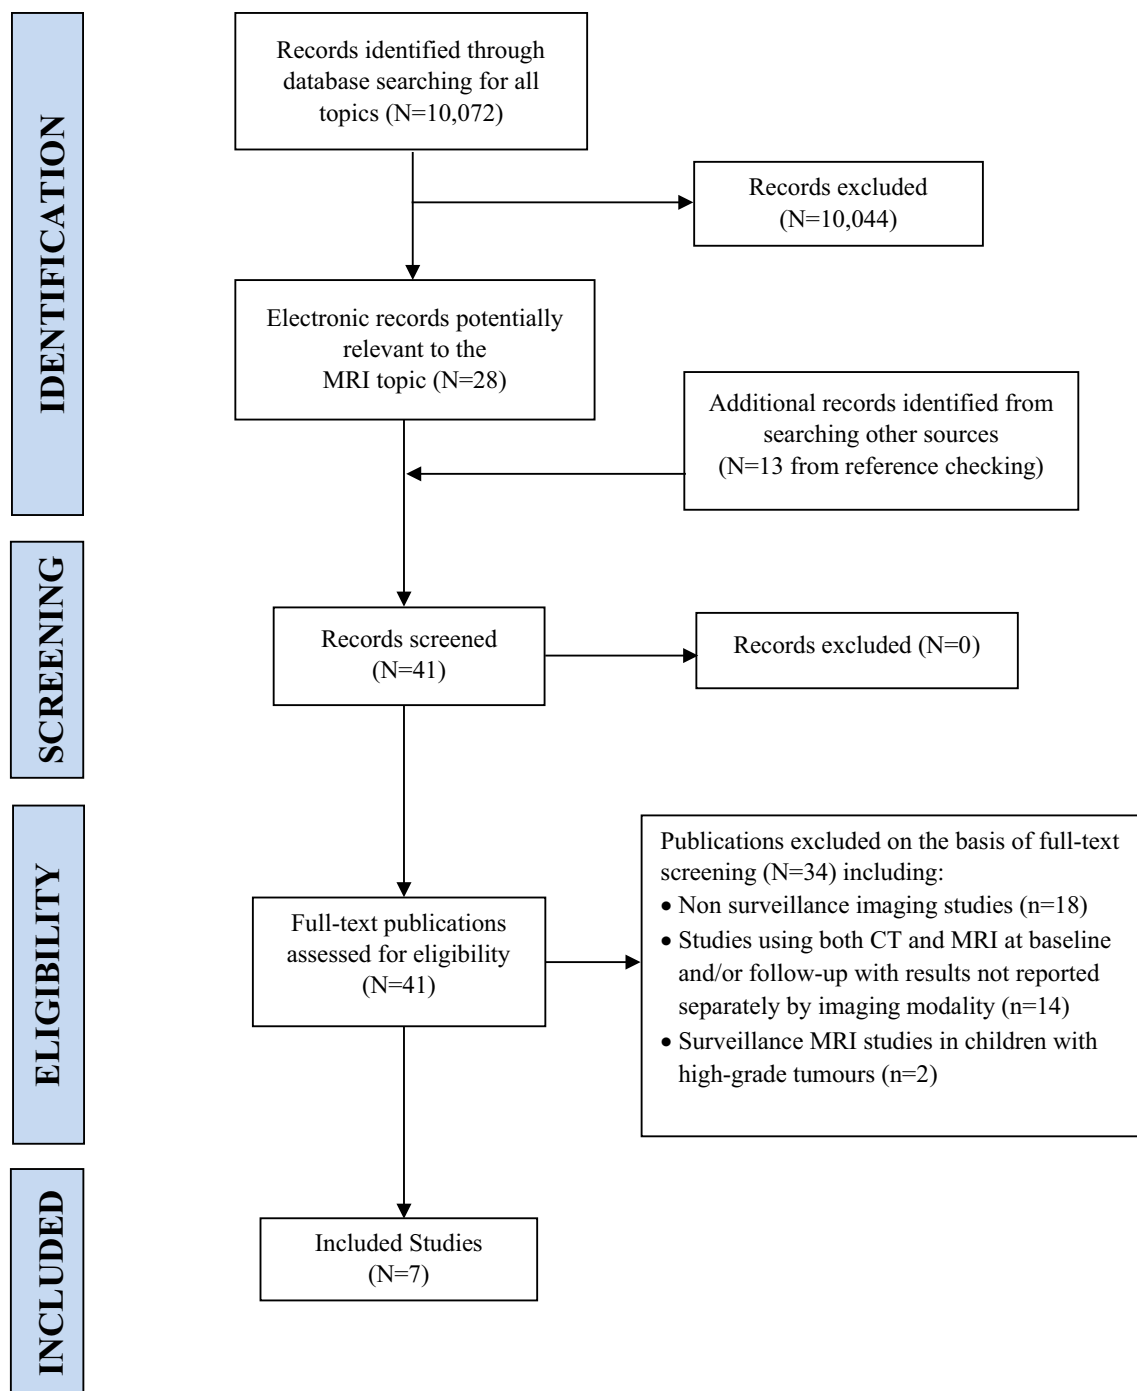 IDENTIFICATION
Records identified through
database searching for all
topics (N=10,072)
Records excluded
(N=10,044)
Electronic records potentially
relevant to the
MRI topic (N=28)
Additional records identified from
searching other sources
(N=13 from reference checking)
SCREENING
Records screened
(N=41)
Records excluded (N=0)
ELIGIBILITY
Full-text publications
assessed for eligibility
(N=41)
Publications excluded on the basis of full-text
screening (N=34) including:
• Non surveillance imaging studies (n=18)
• Studies using both CT and MRI at baseline
and/or follow-up with results not reported
separately by imaging modality (n=14)
• Surveillance MRI studies in children with
high-grade tumours (n=2)
INCLUDED
Included Studies
(N=7)